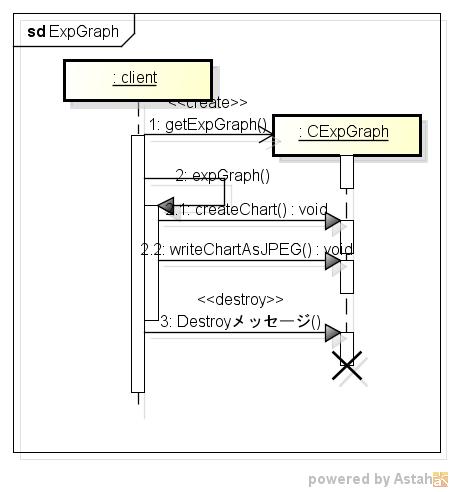 sd ExpGraph
: client
<<create>>
1: getExpGraph()
: CExpGraph
2: expGraph()
2.1: createChart() : void
2.2: writeChartAsJPEG() : void
<<destroy>>
3: Destroyメッセージ()
powered by Astah